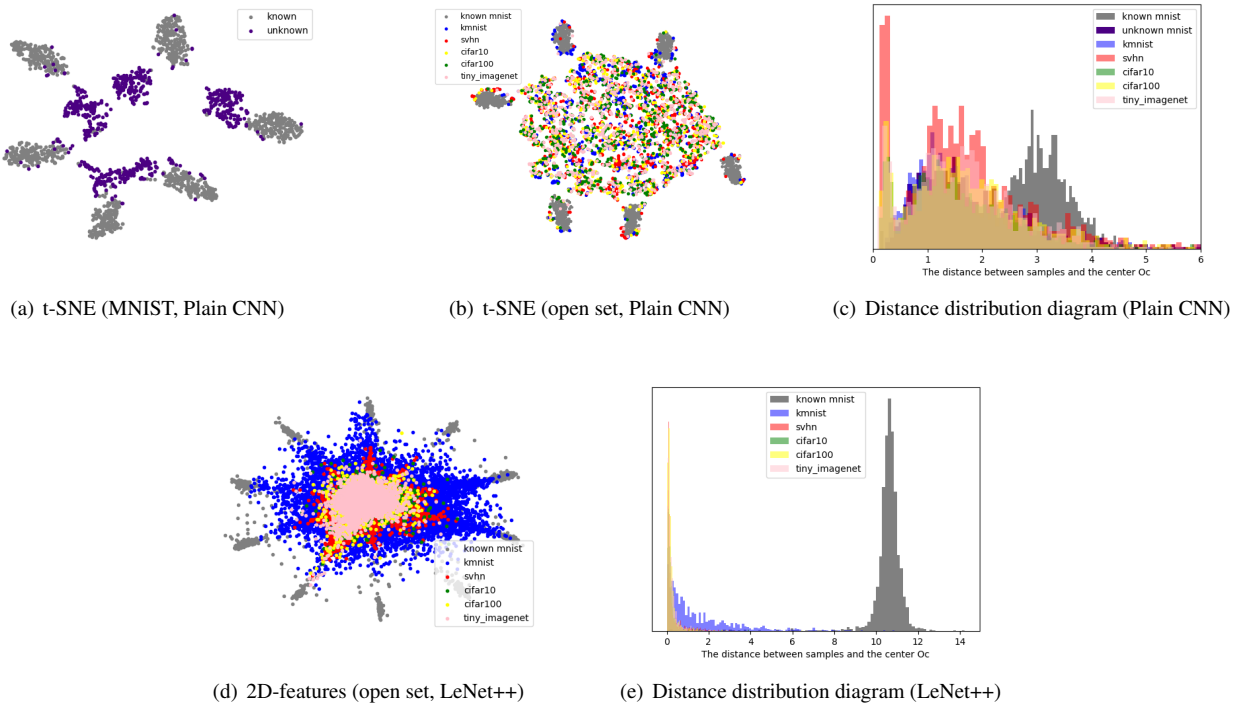 known
unknown
(a) t-SNE (MNIST, Plain CNN)
known mnist
kmnist
svhn
cifar10
cifar100
tiny_imagenet
(b) t-SNE (open set, Plain CNN)
known mnist
unknown mnist
kmnist
svhn
cifar10
cifar100
tiny_imagenet
0 1 2 3 4 5 6
The distance between samples and the center Oc
(c) Distance distribution diagram (Plain CNN)
known mnist
kmnist
svhn
cifar10
cifar100
tiny_imagenet
(d) 2D-features (open set, LeNet++)
known mnist
kmnist
svhn
cifar10
cifar100
tiny_imagenet
0 2 4 6 8 10 12 14
The distance between samples and the center Oc
(e) Distance distribution diagram (LeNet++)